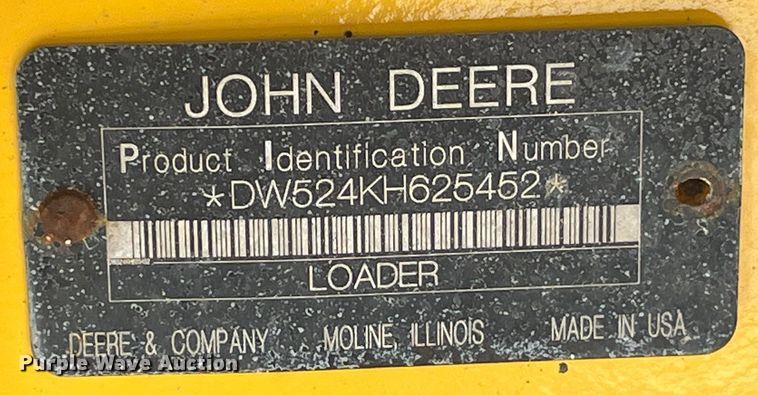 JOHN DEERE
Product Identification Number
*DW524KH625452*
LOADER
DEERE & COMPANY MOLINE, ILLINOIS MADE IN USA
Purple Wave Auction